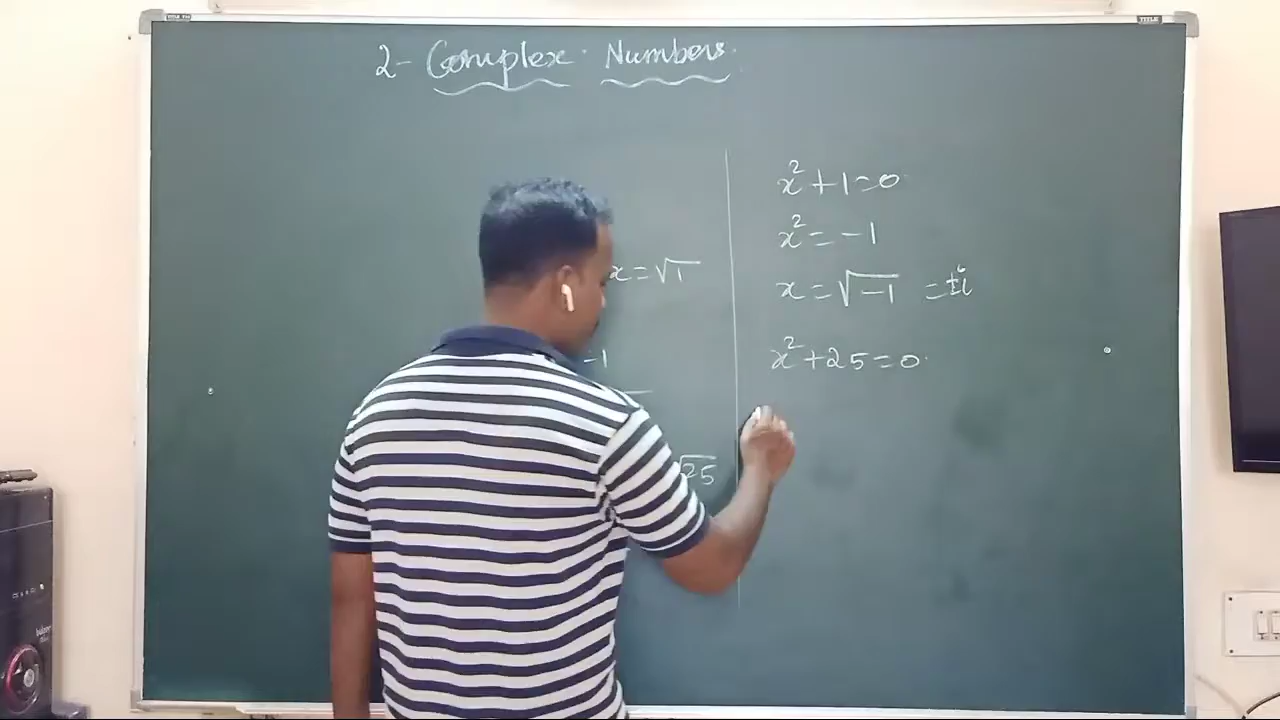 2- Complex Numbers.
x = √1
-1
√25
x² + 1 = 0
x² = -1
x = √-1 = ±i
x² + 25 = 0